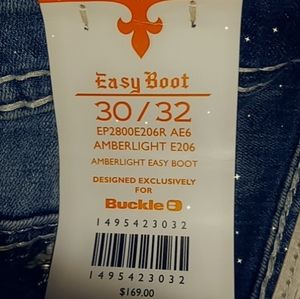 Easy Boot
30/32
EP2800E206R AE6
AMBERLIGHT E206
AMBERLIGHT EASY BOOT
DESIGNED EXCLUSIVELY
FOR
Buckle B
1495423032
1495423032
$169.00